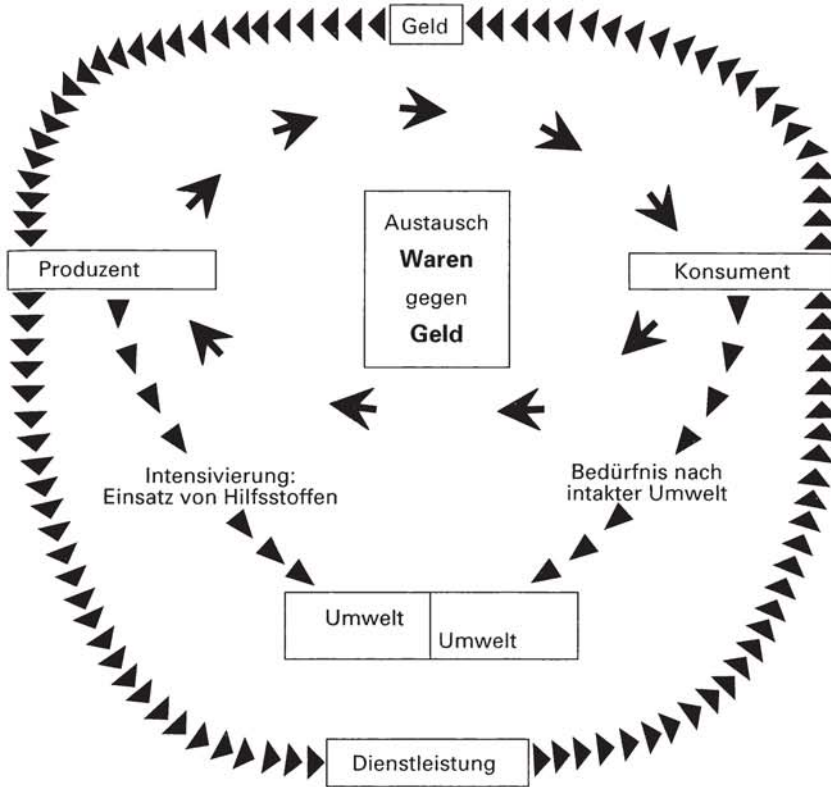 Geld
Austausch
Waren
gegen
Geld
Produzent
Konsument
Intensivierung:
Einsatz von Hilfsstoffen
Bedürfnis nach
intakter Umwelt
Umwelt
Umwelt
Dienstleistung